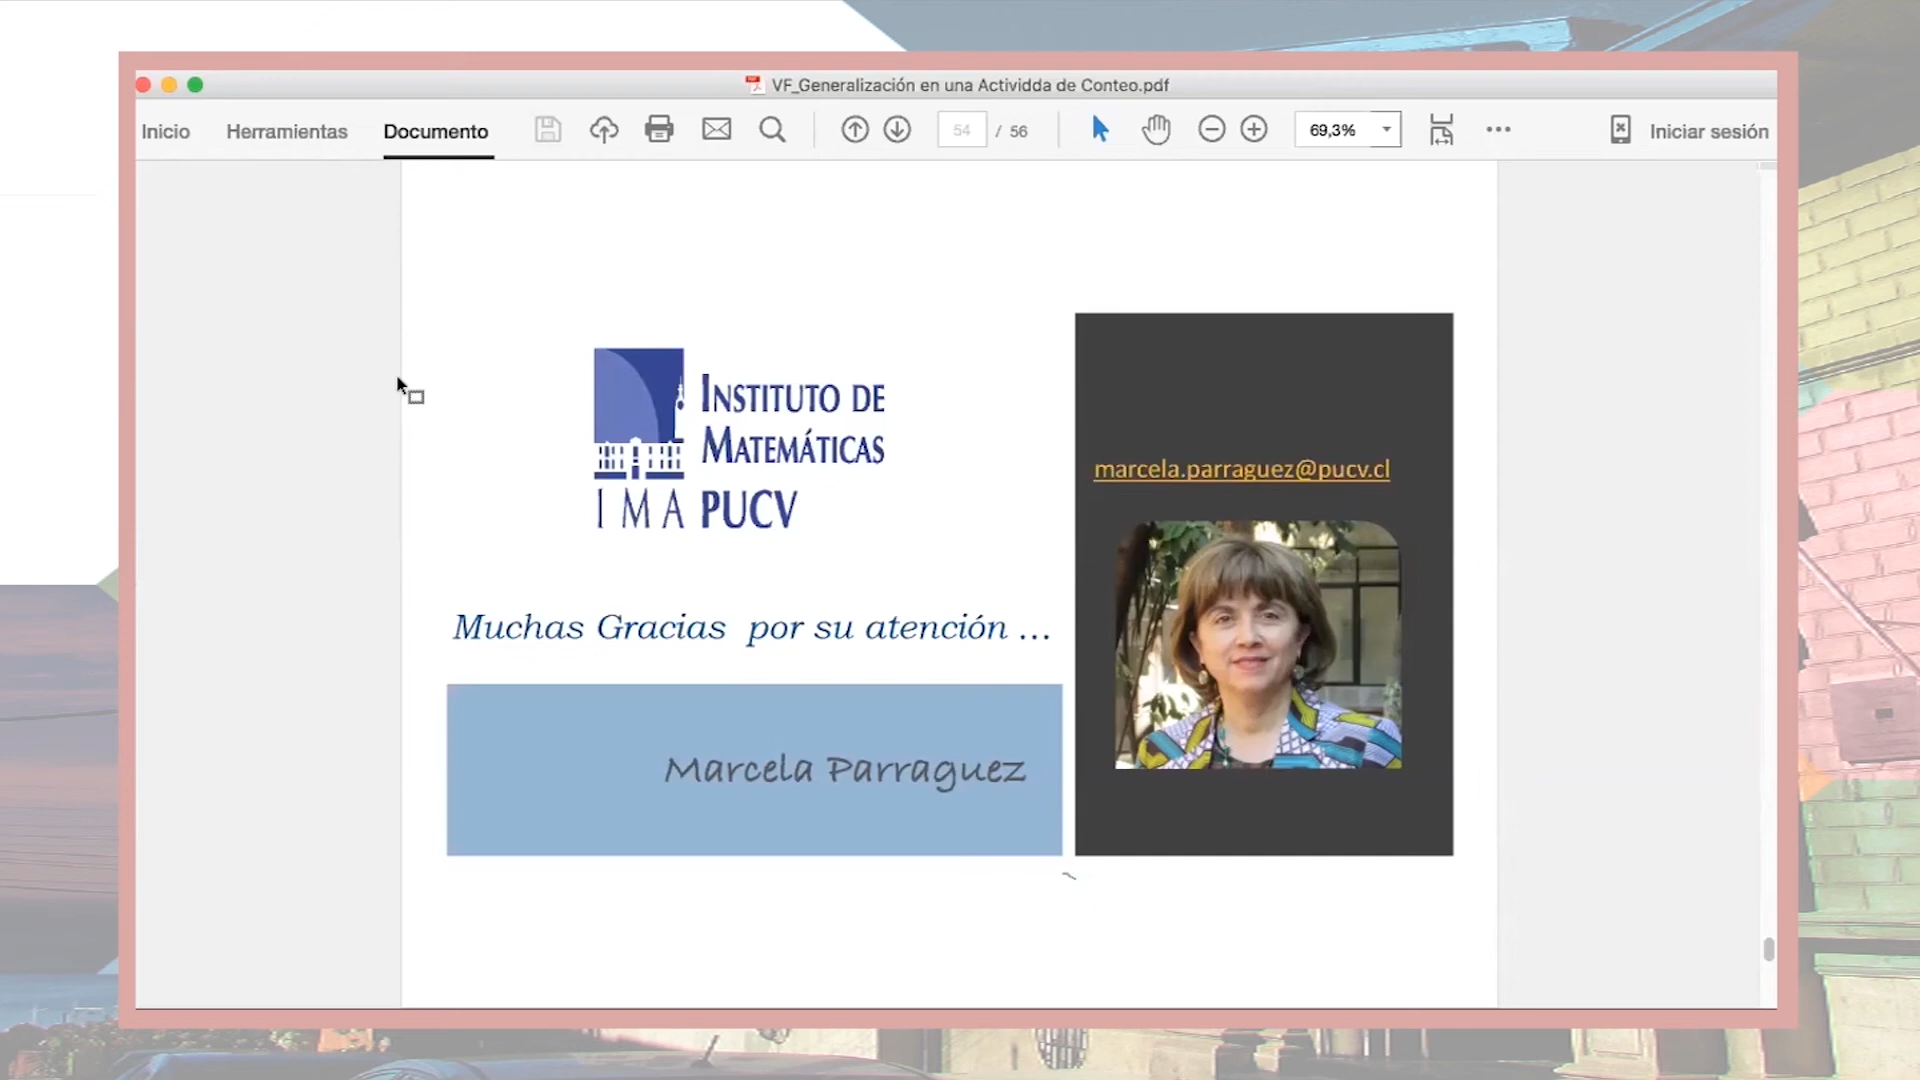 VF_Generalización en una Actividda de Conteo.pdf
Inicio Herramientas Documento 54 / 56 69,3% Iniciar sesión
INSTITUTO DE
MATEMÁTICAS
IMA PUCV
marcela.parraguez@pucv.cl
Muchas Gracias por su atención ...
Marcela Parraguez